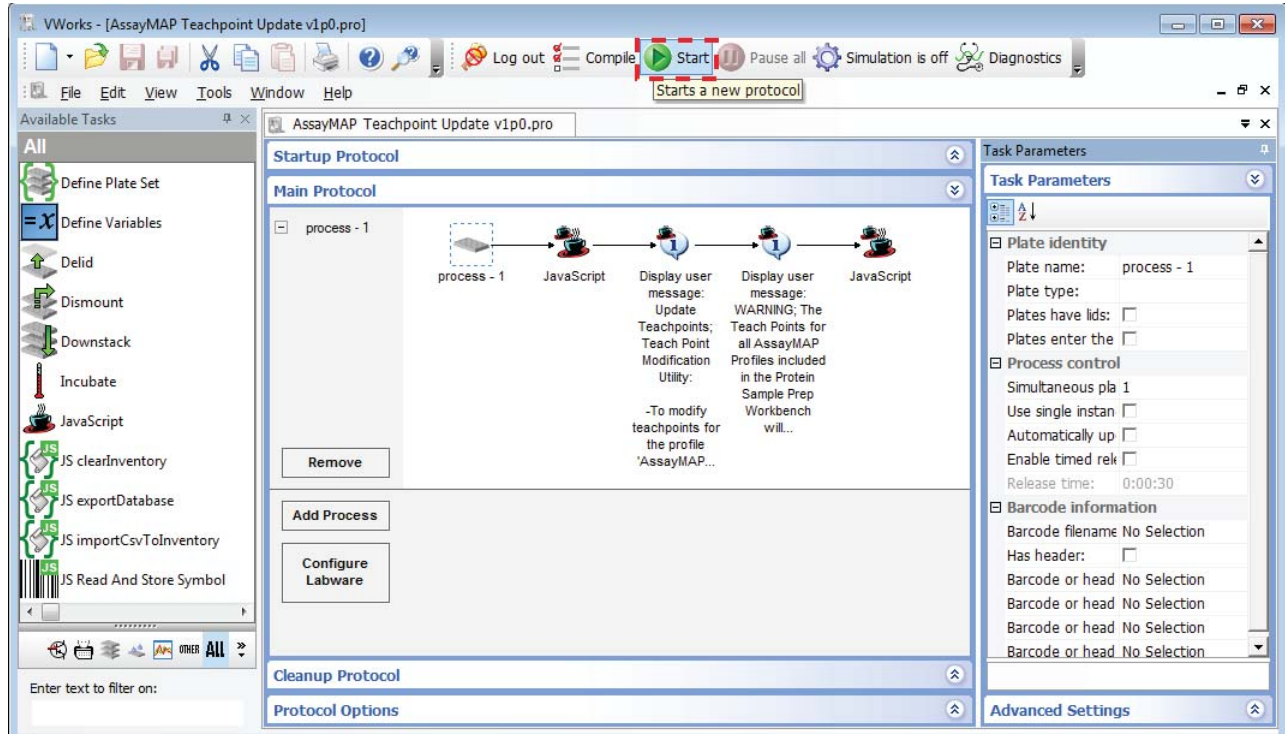 VWorks - [AssayMAP Teachpoint Update v1p0.pro]
Log out Compile Start Pause all Simulation is off Diagnostics
File Edit View Tools Window Help
Starts a new protocol
Available Tasks
All
Define Plate Set
=x Define Variables
Delid
Dismount
Downstack
Incubate
JavaScript
JS clearInventory
JS exportDatabase
JS importCsvToInventory
JS Read And Store Symbol
OTHER All
Enter text to filter on:
AssayMAP Teachpoint Update v1p0.pro
Startup Protocol
Main Protocol
process - 1
process - 1
JavaScript
Display user
message:
Update
Teachpoints;
Teach Point
Modification
Utility:
-To modify
teachpoints for
the profile
'AssayMAP...
Display user
message:
WARNING; The
Teach Points for
all AssayMAP
Profiles included
in the Protein
Sample Prep
Workbench
will...
JavaScript
Remove
Add Process
Configure
Labware
Cleanup Protocol
Protocol Options
Task Parameters
Task Parameters
Plate identity
Plate name: process - 1
Plate type:
Plates have lids:
Plates enter the
Process control
Simultaneous pla 1
Use single instan
Automatically up
Enable timed rele
Release time: 0:00:30
Barcode information
Barcode filename No Selection
Has header:
Barcode or head No Selection
Barcode or head No Selection
Barcode or head No Selection
Barcode or head No Selection
Advanced Settings